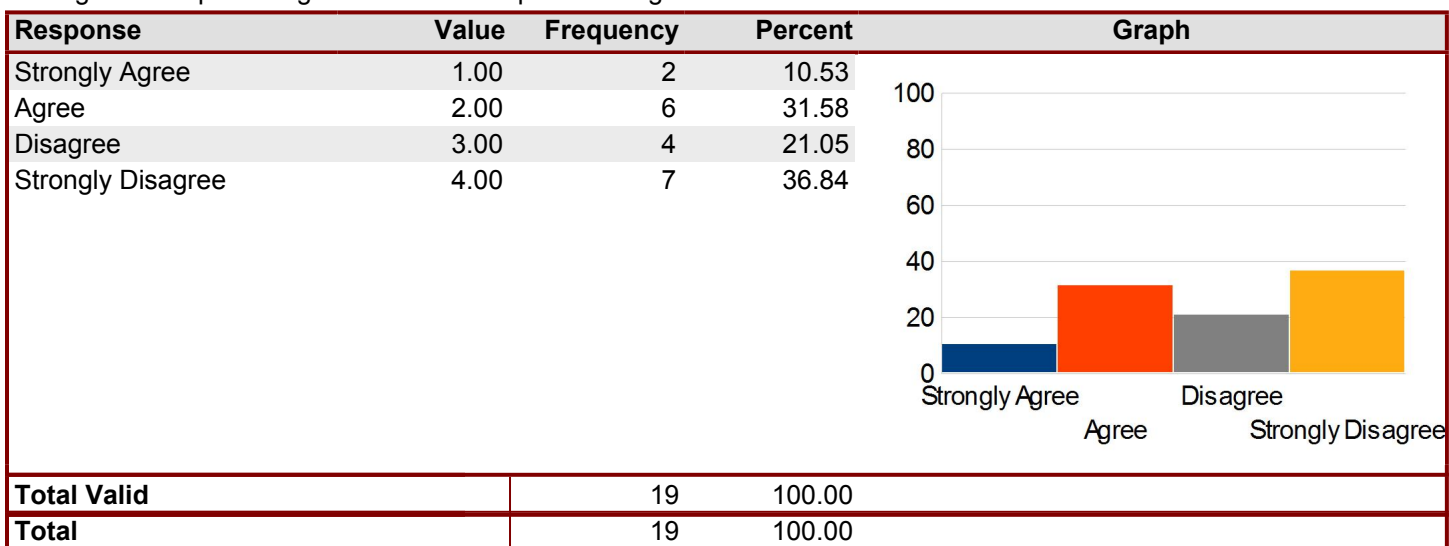 Response Value Frequency Percent Graph
Strongly Agree 1.00 2 10.53
Agree 2.00 6 31.58
Disagree 3.00 4 21.05
Strongly Disagree 4.00 7 36.84
100
80
60
40
20
0
Strongly Agree Disagree
Agree Strongly Disagree
Total Valid 19 100.00
Total 19 100.00